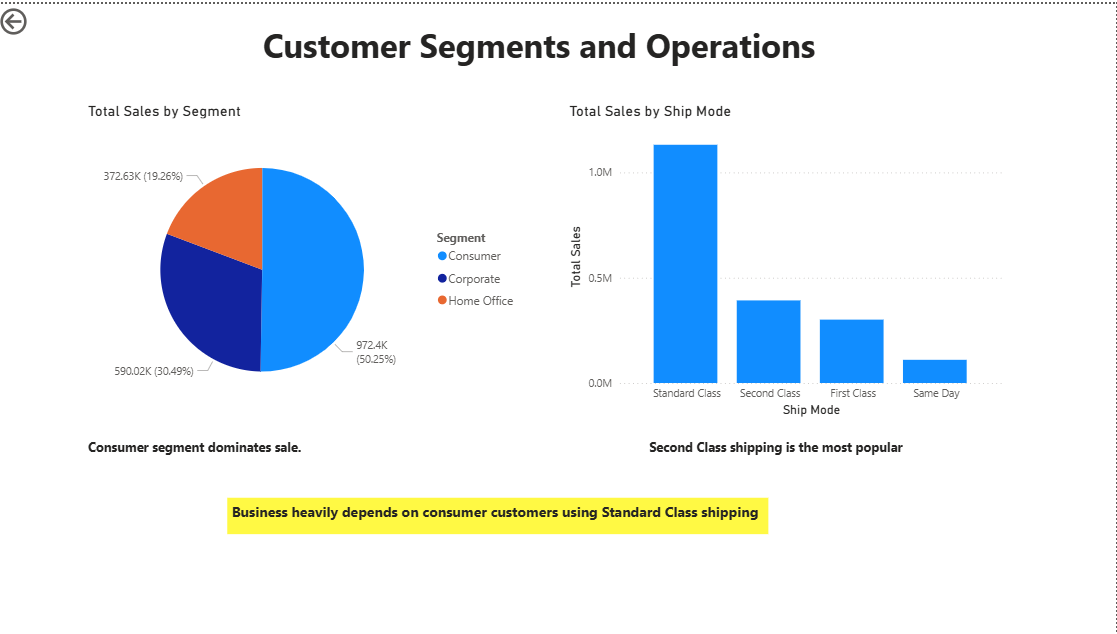 Customer Segments and Operations
Total Sales by Segment
372.63K (19.26%)
590.02K (30.49%)
972.4K
(50.25%)
Segment
Consumer
Corporate
Home Office
Consumer segment dominates sale.
Total Sales by Ship Mode
Total Sales
1.0M
0.5M
0.0M
Standard Class
Second Class
First Class
Same Day
Ship Mode
Second Class shipping is the most popular
Business heavily depends on consumer customers using Standard Class shipping